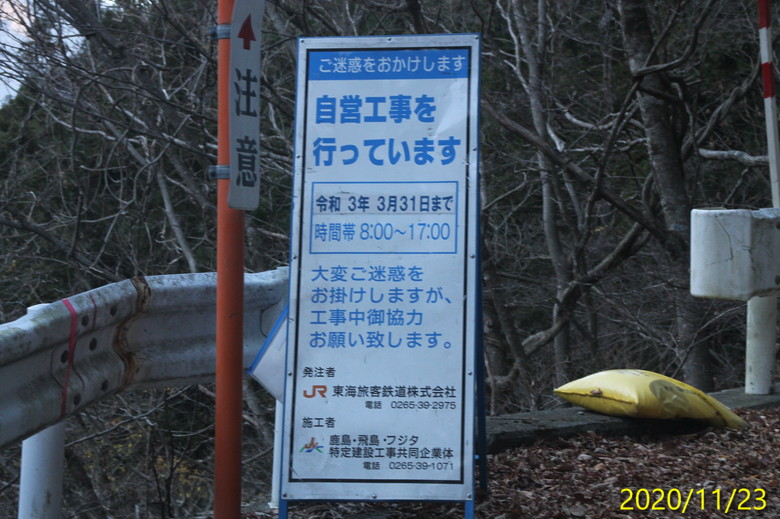 注意
ご迷惑をおかけします
自営工事を
行っています
令和 3年 3月31日まで
時間帯 8:00～17:00
大変ご迷惑を
お掛けしますが、
工事中御協力
お願い致します。
発注者
JR 東海旅客鉄道株式会社
電話 0265-39-2975
施工者
鹿島・飛島・フジタ
特定建設工事共同企業体
電話 0265-39-1071
2020/11/23